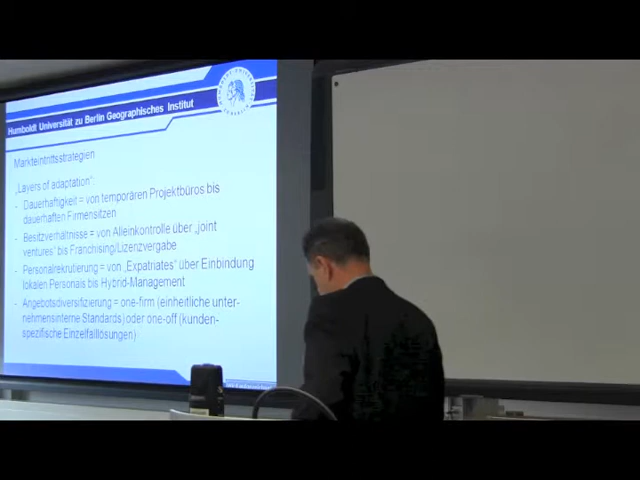 Humboldt Universität zu Berlin Geographisches Institut
Markteintrittsstrategien
„Layers of adaptation":
- Dauerhaftigkeit = von temporären Projektbüros bis
dauerhaften Firmensitzen
- Besitzverhältnisse = von Alleinkontrolle über „joint
ventures" bis Franchising/Lizenzvergabe
- Personalrekrutierung = von „Expatriates" über Einbindung
lokalen Personals bis Hybrid-Management
- Angebotsdiversifizierung = one-firm (einheitliche unter-
nehmensinterne Standards)oder one-off (kunden-
spezifische Einzelfalllösungen)